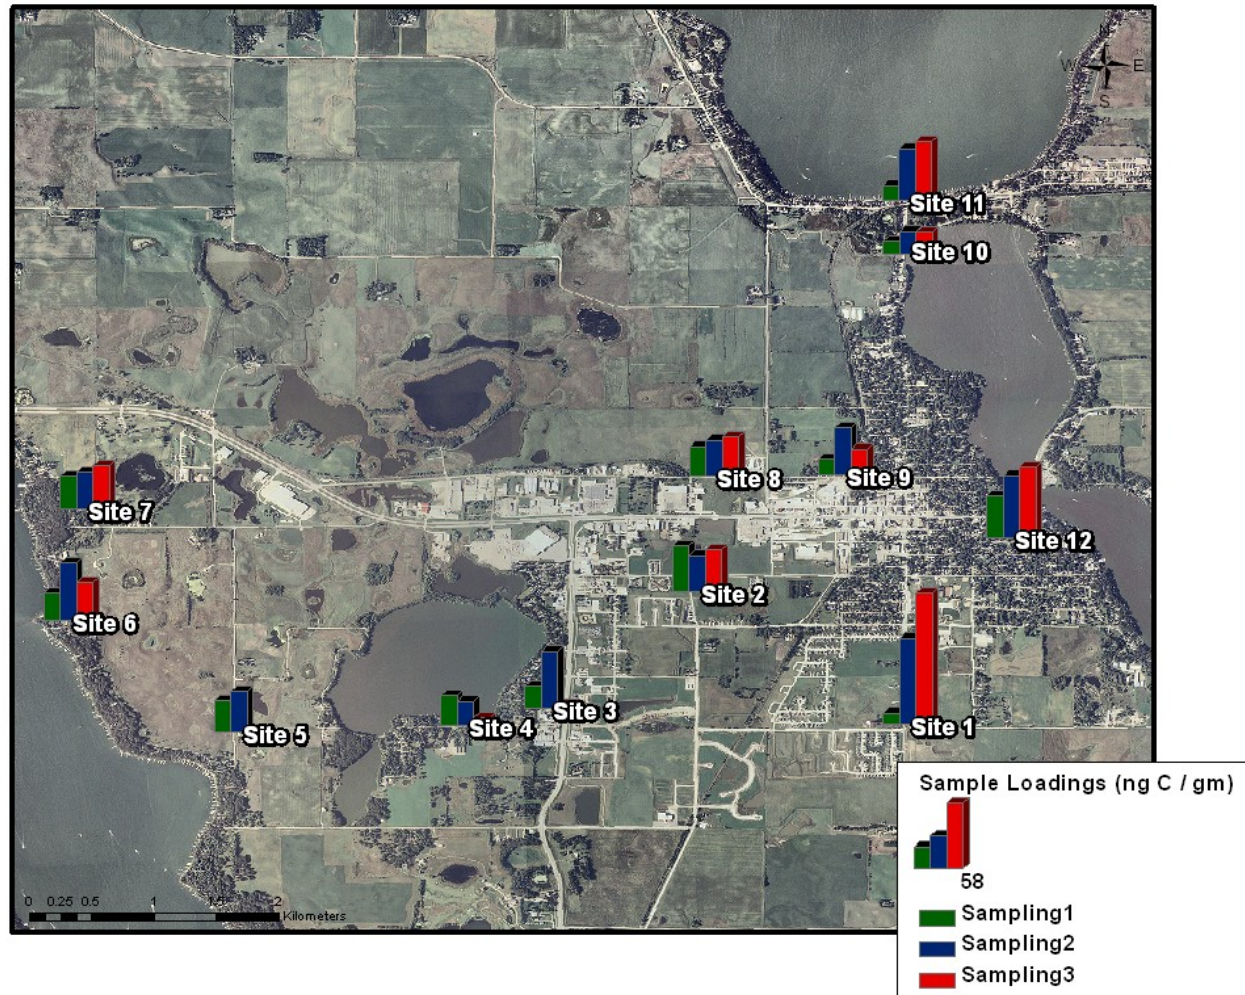 N
W E
S
Site 11
Site 10
Site 8
Site 9
Site 7
Site 12
Site 2
Site 6
Site 3
Site 4
Site 5
Site 1
Sample Loadings (ng C / gm)
58
Sampling1
Sampling2
Sampling3
0 0.25 0.5 1 1.5 2
Kilometers